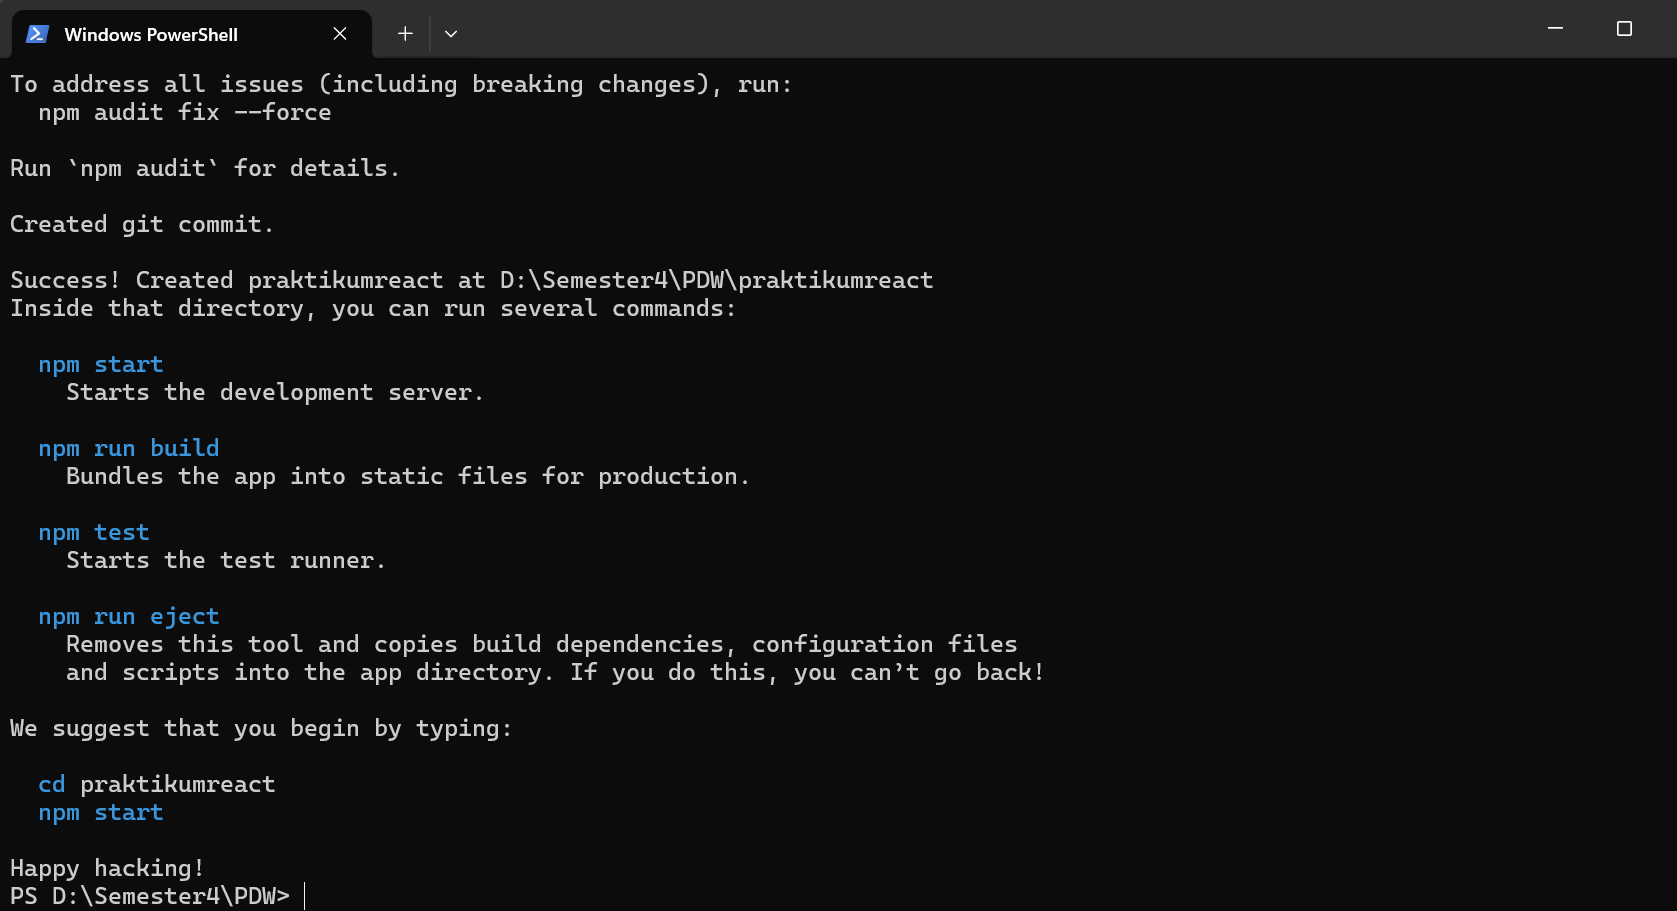 Windows PowerShell
To address all issues (including breaking changes), run:
  npm audit fix --force
Run `npm audit` for details.
Created git commit.
Success! Created praktikumreact at D:\Semester4\PDW\praktikumreact
Inside that directory, you can run several commands:
  npm start
    Starts the development server.
  npm run build
    Bundles the app into static files for production.
  npm test
    Starts the test runner.
  npm run eject
    Removes this tool and copies build dependencies, configuration files
    and scripts into the app directory. If you do this, you can’t go back!
We suggest that you begin by typing:
  cd praktikumreact
  npm start
Happy hacking!
PS D:\Semester4\PDW>